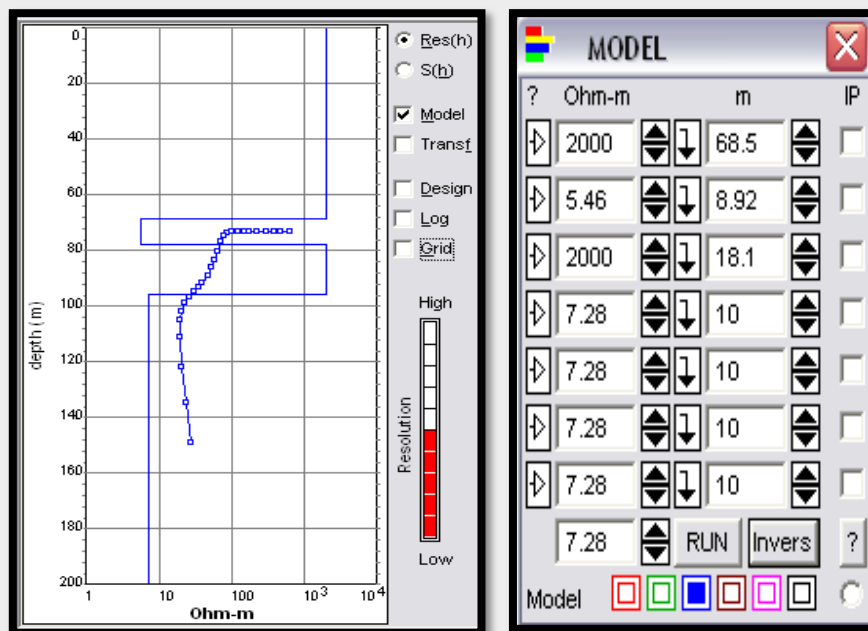 0
20
40
60
80
100
120
140
160
180
200
depth (m)
1 10 100 10³ 10⁴
Ohm-m
Res(h)
S(h)
Model
Transf
Design
Log
Grid
High
Resolution
Low
MODEL
? Ohm-m m IP
2000 68.5
5.46 8.92
2000 18.1
7.28 10
7.28 10
7.28 10
7.28 10
7.28 RUN Invers ?
Model